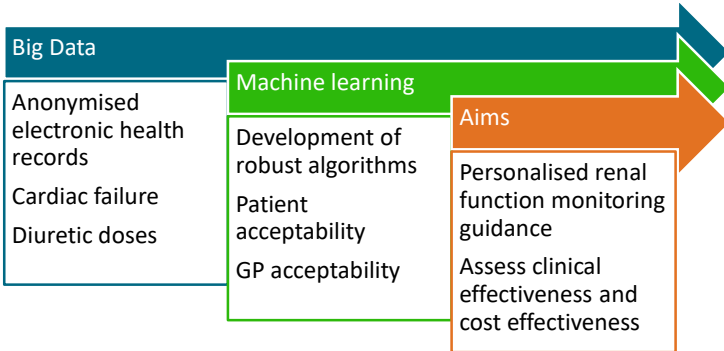 Big Data
Anonymised
electronic health
records
Cardiac failure
Diuretic doses
Machine learning
Development of
robust algorithms
Patient
acceptability
GP acceptability
Aims
Personalised renal
function monitoring
guidance
Assess clinical
effectiveness and
cost effectiveness